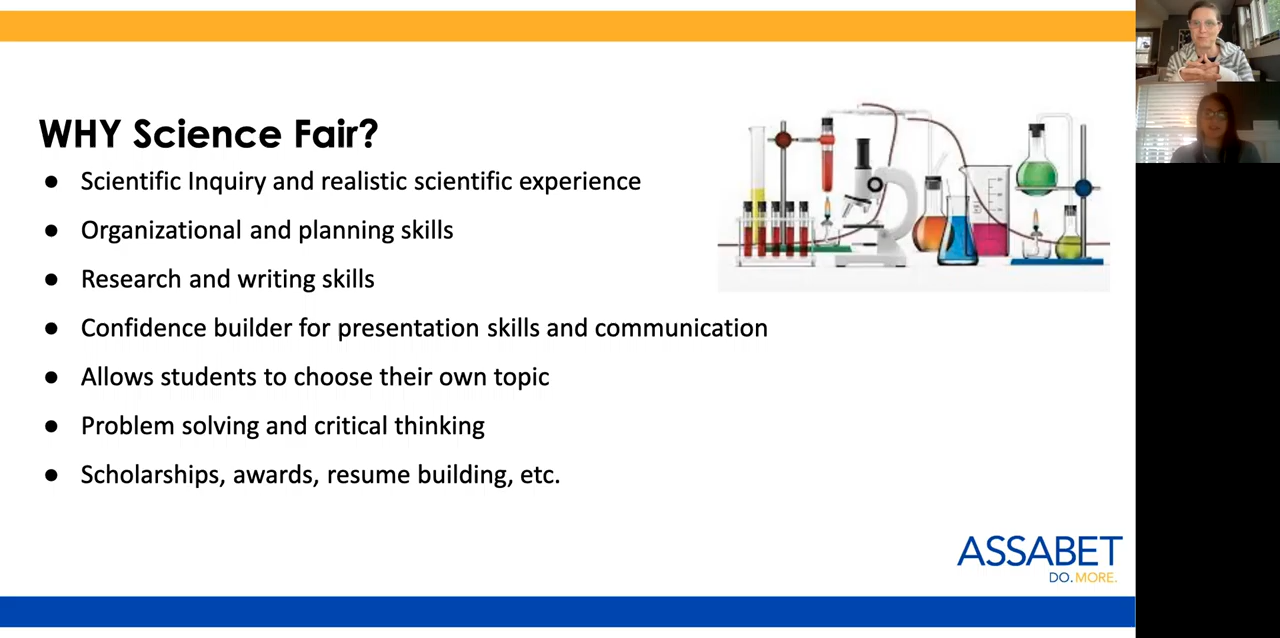 WHY Science Fair?
● Scientific Inquiry and realistic scientific experience
● Organizational and planning skills
● Research and writing skills
● Confidence builder for presentation skills and communication
● Allows students to choose their own topic
● Problem solving and critical thinking
● Scholarships, awards, resume building, etc.
ASSABET
DO.MORE.